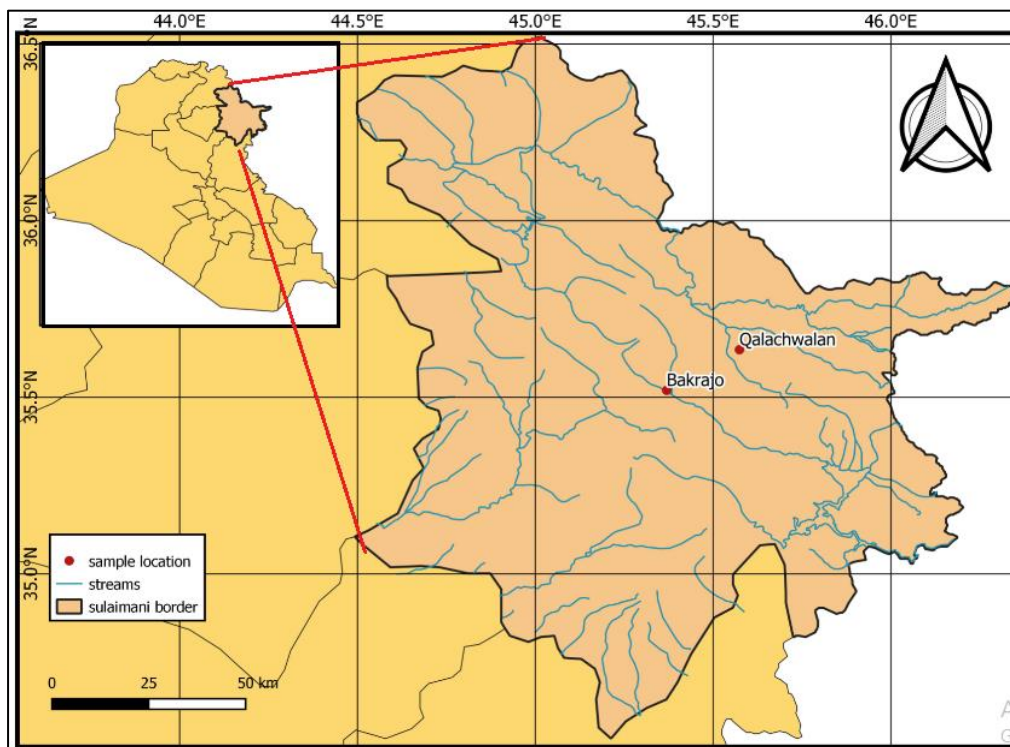 44.0°E
44.5°E
45.0°E
45.5°E
46.0°E
36.5°N
36.0°N
35.5°N
35.0°N
Qalachwalan
Bakrajo
sample location
streams
sulaimani border
0
25
50 km
A
G